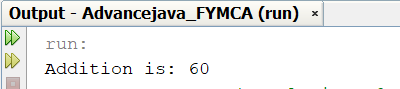 Output - Advancejava_FYMCA (run) ×
run:
Addition is: 60